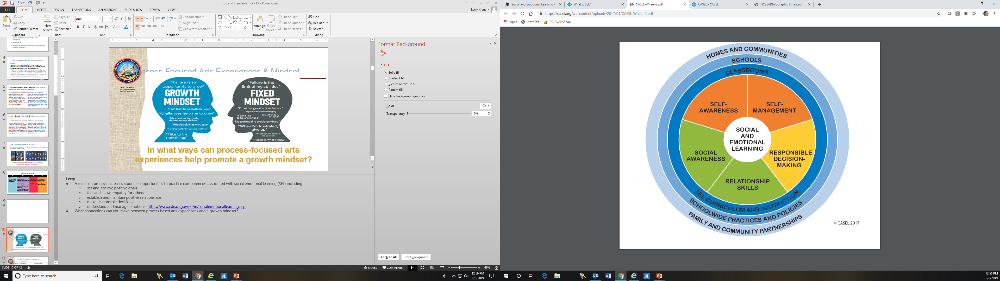 UDL and Standards_lk.PPTX - PowerPoint
FILE HOME INSERT DESIGN TRANSITIONS ANIMATIONS SLIDE SHOW REVIEW VIEW
Letty Kraus
Paste
Cut
Copy
Format Painter
Clipboard
New
Slide
Layout
Reset
Section
Slides
Arial 12
Font
Paragraph
Text Direction
Align Text
Convert to SmartArt
Arrange
Quick
Styles
Shape Fill
Shape Outline
Shape Effects
Drawing
Find
Replace
Select
Editing
4
5
6
7
8
Artistic Processes
9
10
11
DEPARTMENT OF EDUCATION
STATE OF CALIFORNIA
TOM TORLAKSON
State Superintendent
of Public Instruction
ocess-Focused Arts Experiences & Mindset
"Failure is an
opportunity to grow"
GROWTH
MINDSET
"I can learn to do anything I want"
"Challenges help me to grow"
"My effort and attitude
determine my abilities"
"Feedback is constructive"
"I am inspired by the success of others"
"I like to try
new things"
"Failure is the
limit of my abilities"
FIXED
MINDSET
"I'm either good at it or I'm not"
"My abilities are unchanging"
"I don't like
to be challenged"
"I can either do it,
or I can't"
"My potential is predetermined"
"When I'm frustrated,
I give up"
"Feedback and criticism
are personal"
"I stick to what I know"
In what ways can process-focused arts
experiences help promote a growth mindset?
Letty
● A focus on process increases students' opportunities to practice competencies associated with social emotional learning (SEL) including
○ set and achieve positive goals
○ feel and show empathy for others
○ establish and maintain positive relationships
○ make responsible decisions
○ understand and manage emotions (https://www.cde.ca.gov/eo/in/socialemotionallearning.asp)
● What connections can you make between process based arts experiences and a growth mindset?
Format Background
FILL
Solid fill
Gradient fill
Picture or texture fill
Pattern fill
Hide background graphics
Color
Transparency 0%
Apply to All Reset Background
SLIDE 10 OF 42
NOTES COMMENTS 66%
Type here to search
12:56 PM
6/6/2019
Social and Emotional Learning -
What is SEL?
CASEL-Wheel-2.pdf
CASEL - CASEL
NCSEADInfographic_Final2.pdf
https://casel.org/wp-content/uploads/2017/01/CASEL-Wheel-2.pdf
Apps New Tab 2019VAPASnap
HOMES AND COMMUNITIES
SCHOOLS
CLASSROOMS
SELF-
AWARENESS
SELF-
MANAGEMENT
SOCIAL
AND
EMOTIONAL
LEARNING
SOCIAL
AWARENESS
RESPONSIBLE
DECISION-
MAKING
RELATIONSHIP
SKILLS
SEL CURRICULUM AND INSTRUCTION
SCHOOLWIDE PRACTICES AND POLICIES
FAMILY AND COMMUNITY PARTNERSHIPS
© CASEL 2017
12:56 PM
6/6/2019